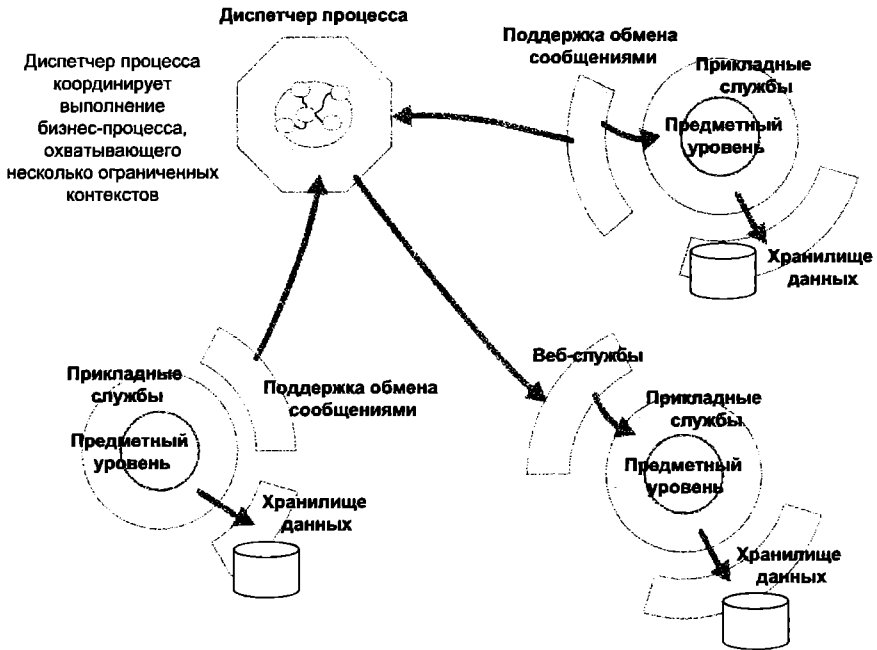 Диспетчер процесса
Диспетчер процесса
координирует
выполнение
бизнес-процесса,
охватывающего
несколько ограниченных
контекстов
Поддержка обмена
сообщениями
Прикладные
службы
Предметный
уровень
Хранилище
данных
Прикладные
службы
Предметный
уровень
Поддержка обмена
сообщениями
Хранилище
данных
Веб-службы
Прикладные
службы
Предметный
уровень
Хранилище
данных